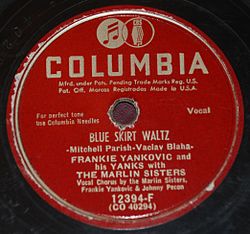 COLUMBIA
Mfrd. under Pats. Pending Trade Marks Reg. U.S.
Pat. Off. Marcas Registradas Made in U.S.A.
For perfect tone
use Columbia Needles
Vocal
BLUE SKIRT WALTZ
-Mitchell Parish-Vaclav Blaha-
FRANKIE YANKOVIC and
his YANKS with
THE MARLIN SISTERS
Vocal Chorus by the Marlin Sisters,
Frankie Yankovic & Johnny Pecon
12394-F
(CO 40294)